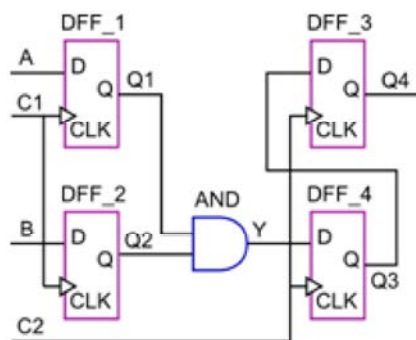 DFF_1
DFF_3
A
D
Q1
D
Q4
C1
Q
Q
CLK
CLK
DFF_2
AND
DFF_4
B
D
Q2
Y
D
Q
Q
CLK
CLK
Q3
C2